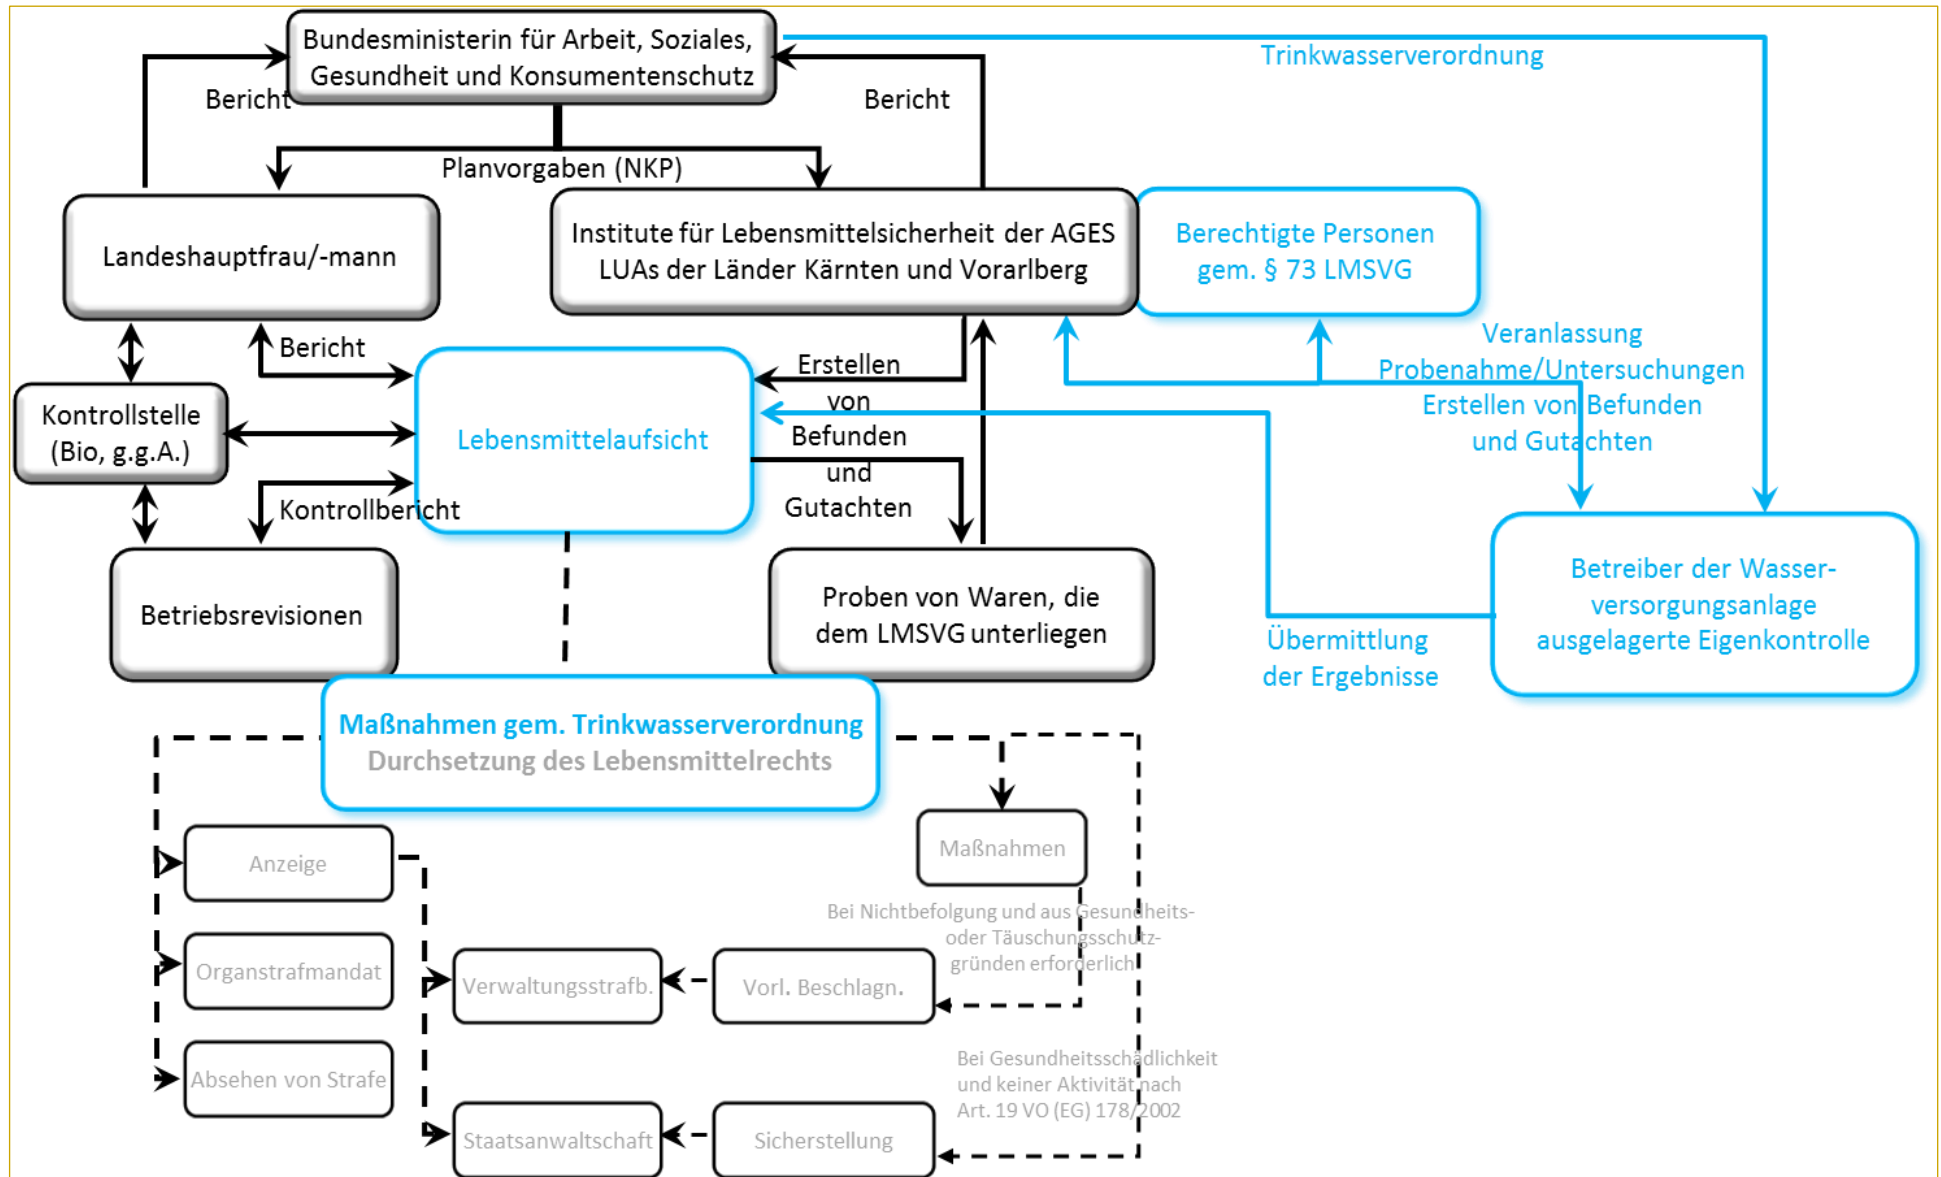 Bundesministerin für Arbeit, Soziales,
Gesundheit und Konsumentenschutz
Trinkwasserverordnung
Bericht
Bericht
Planvorgaben (NKP)
Landeshauptfrau/-mann
Institute für Lebensmittelsicherheit der AGES
LUAs der Länder Kärnten und Vorarlberg
Berechtigte Personen
gem. § 73 LMSVG
Bericht
Erstellen
von
Befunden
und
Gutachten
Veranlassung
Probenahme/Untersuchungen
Erstellen von Befunden
und Gutachten
Kontrollstelle
(Bio, g.g.A.)
Lebensmittelaufsicht
Kontrollbericht
Betriebsrevisionen
Proben von Waren, die
dem LMSVG unterliegen
Betreiber der Wasser-
versorgungsanlage
ausgelagerte Eigenkontrolle
Übermittlung
der Ergebnisse
Maßnahmen gem. Trinkwasserverordnung
Durchsetzung des Lebensmittelrechts
Anzeige
Maßnahmen
Bei Nichtbefolgung und aus Gesundheits-
oder Täuschungsschutz-
gründen erforderlich
Organstrafmandat
Verwaltungsstrafb.
Vorl. Beschlagn.
Absehen von Strafe
Bei Gesundheitsschädlichkeit
und keiner Aktivität nach
Art. 19 VO (EG) 178/2002
Staatsanwaltschaft
Sicherstellung